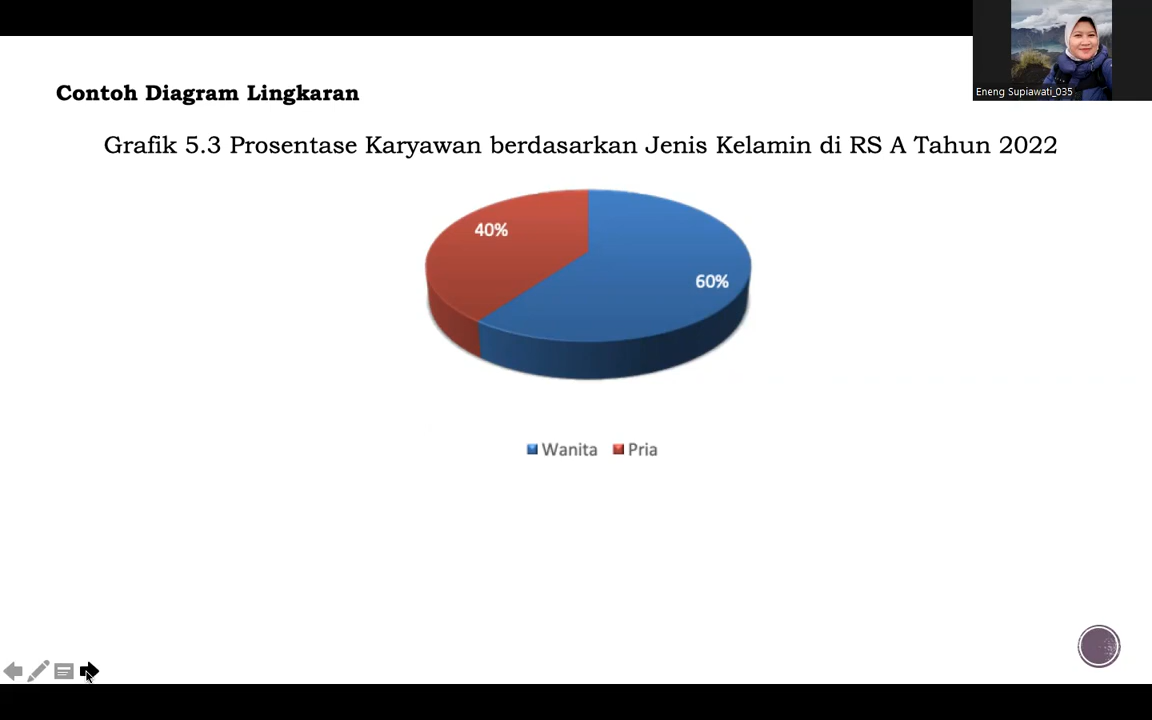 Eneng Supiawati_035
Contoh Diagram Lingkaran
Grafik 5.3 Prosentase Karyawan berdasarkan Jenis Kelamin di RS A Tahun 2022
40%
60%
Wanita
Pria